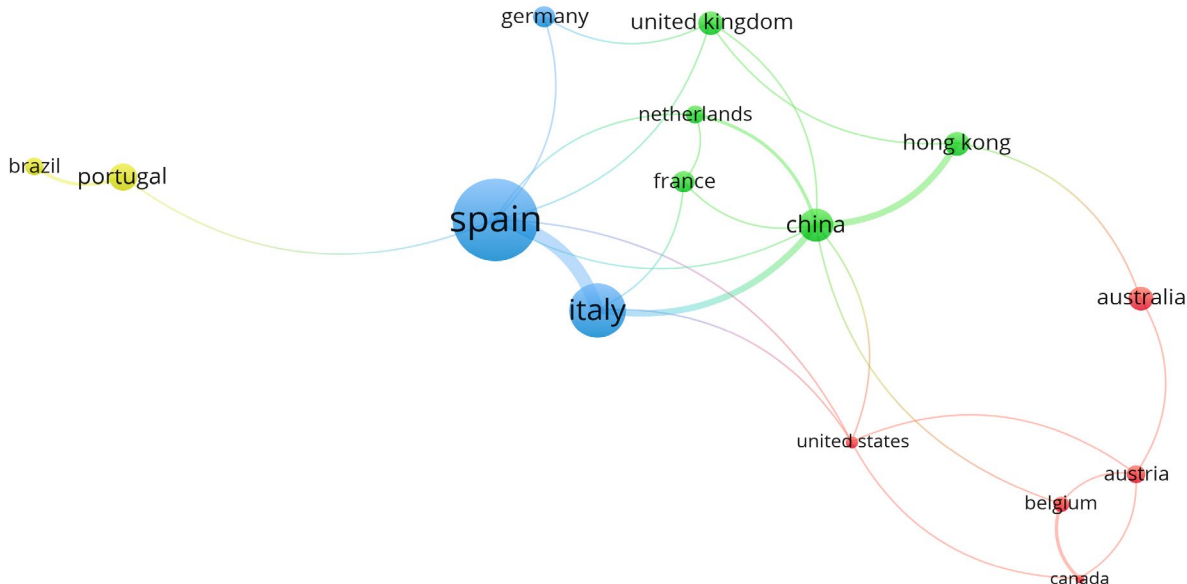 germany
united kingdom
netherlands
hong kong
brazil
portugal
france
spain
china
italy
australia
united states
austria
belgium
canada